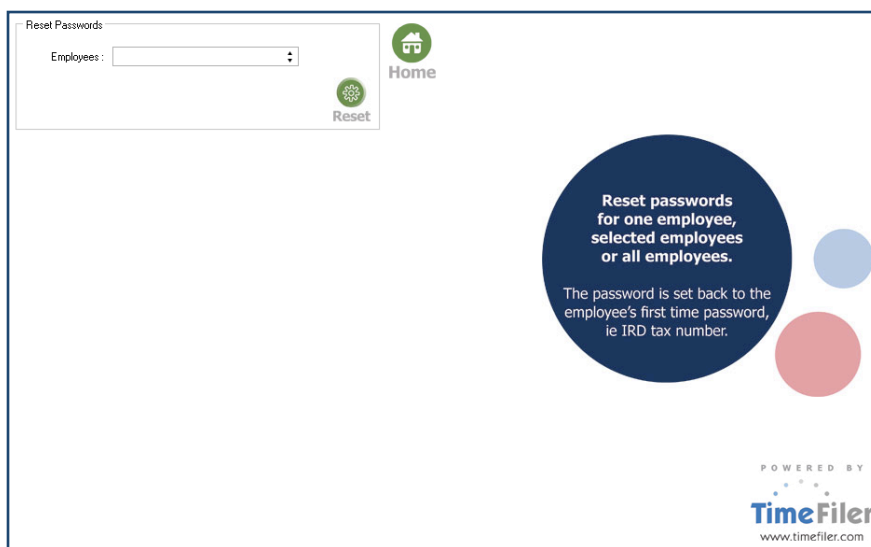 Reset Passwords
Employees :
Home
Reset
Reset passwords
for one employee,
selected employees
or all employees.
The password is set back to the
employee's first time password,
ie IRD tax number.
POWERED BY
TimeFiler
www.timefiler.com